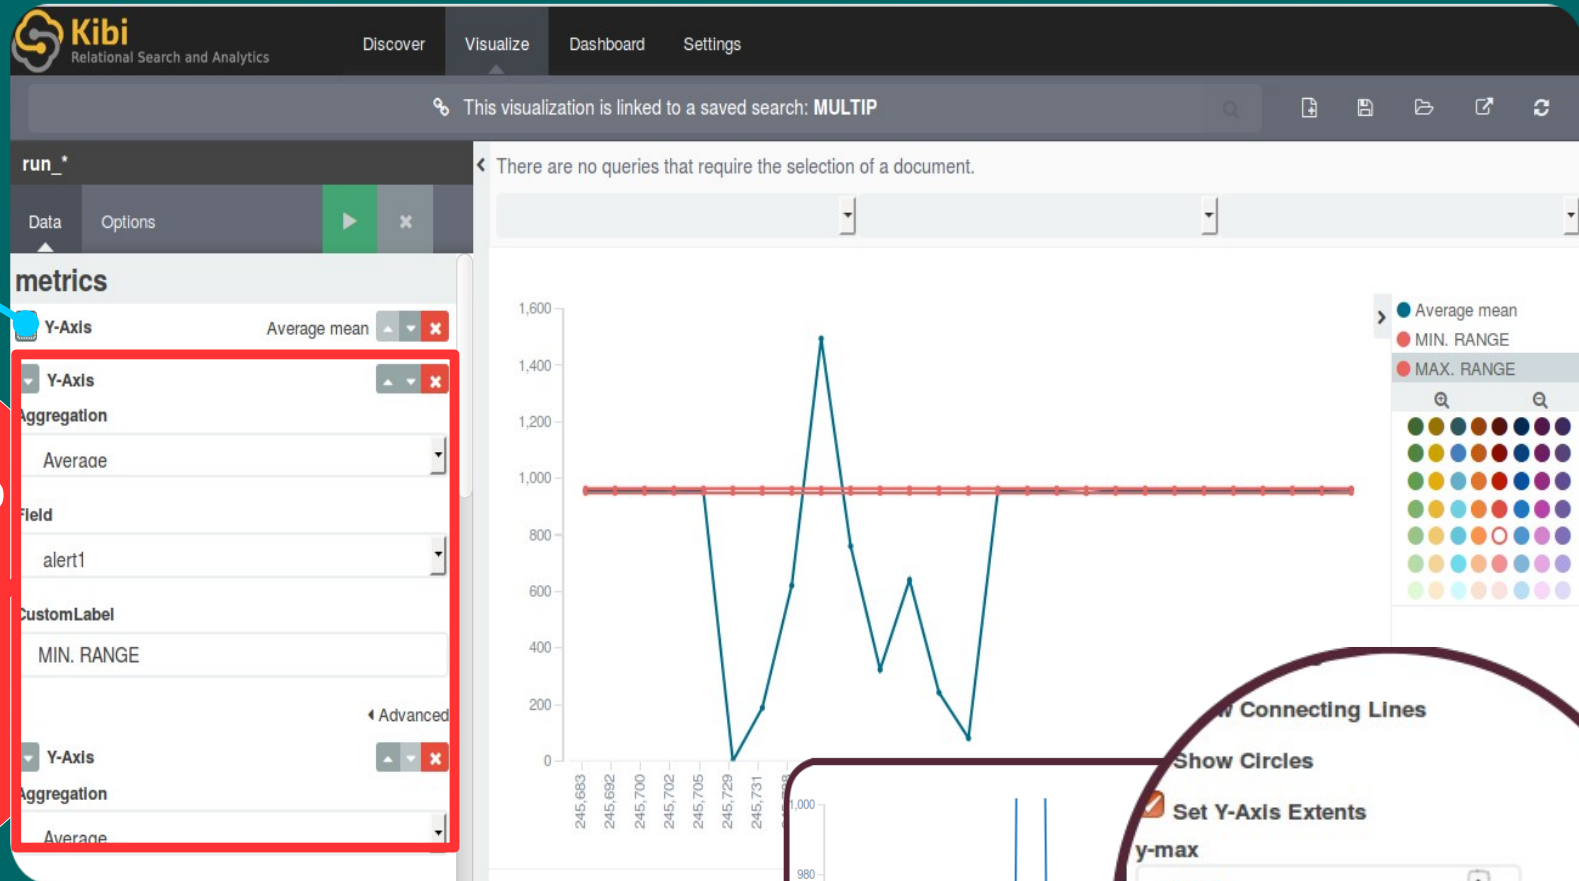 Kibi
Relational Search and Analytics
Discover
Visualize
Dashboard
Settings
This visualization is linked to a saved search: MULTIP
run_*
There are no queries that require the selection of a document.
Data
Options
metrics
Y-Axis
Average mean
Y-Axis
Aggregation
Average
Field
alert1
CustomLabel
MIN. RANGE
Advanced
Y-Axis
Aggregation
Average
1,600
1,400
1,200
1,000
800
600
400
200
0
245,683
245,692
245,700
245,702
245,705
245,729
245,731
Average mean
MIN. RANGE
MAX. RANGE
1,000
980
Connecting Lines
Show Circles
Set Y-Axis Extents
y-max